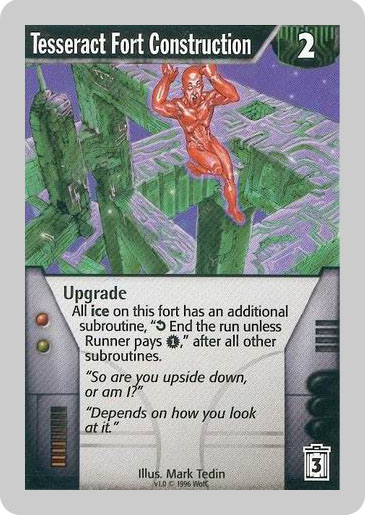 Tesseract Fort Construction
2
Upgrade
All ice on this fort has an additional
subroutine, “ End the run unless
Runner pays 1,” after all other
subroutines.
“So are you upside down,
or am I?”
“Depends on how you look
at it.”
Illus. Mark Tedin
v1.0 © 1996 WotC
3